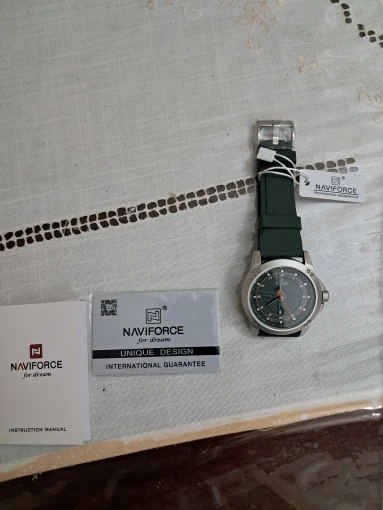 NAVIFORCE
NAVIFORCE
for dream
UNIQUE DESIGN
INTERNATIONAL GUARANTEE
NAVIFORCE
for dream
INSTRUCTION MANUAL